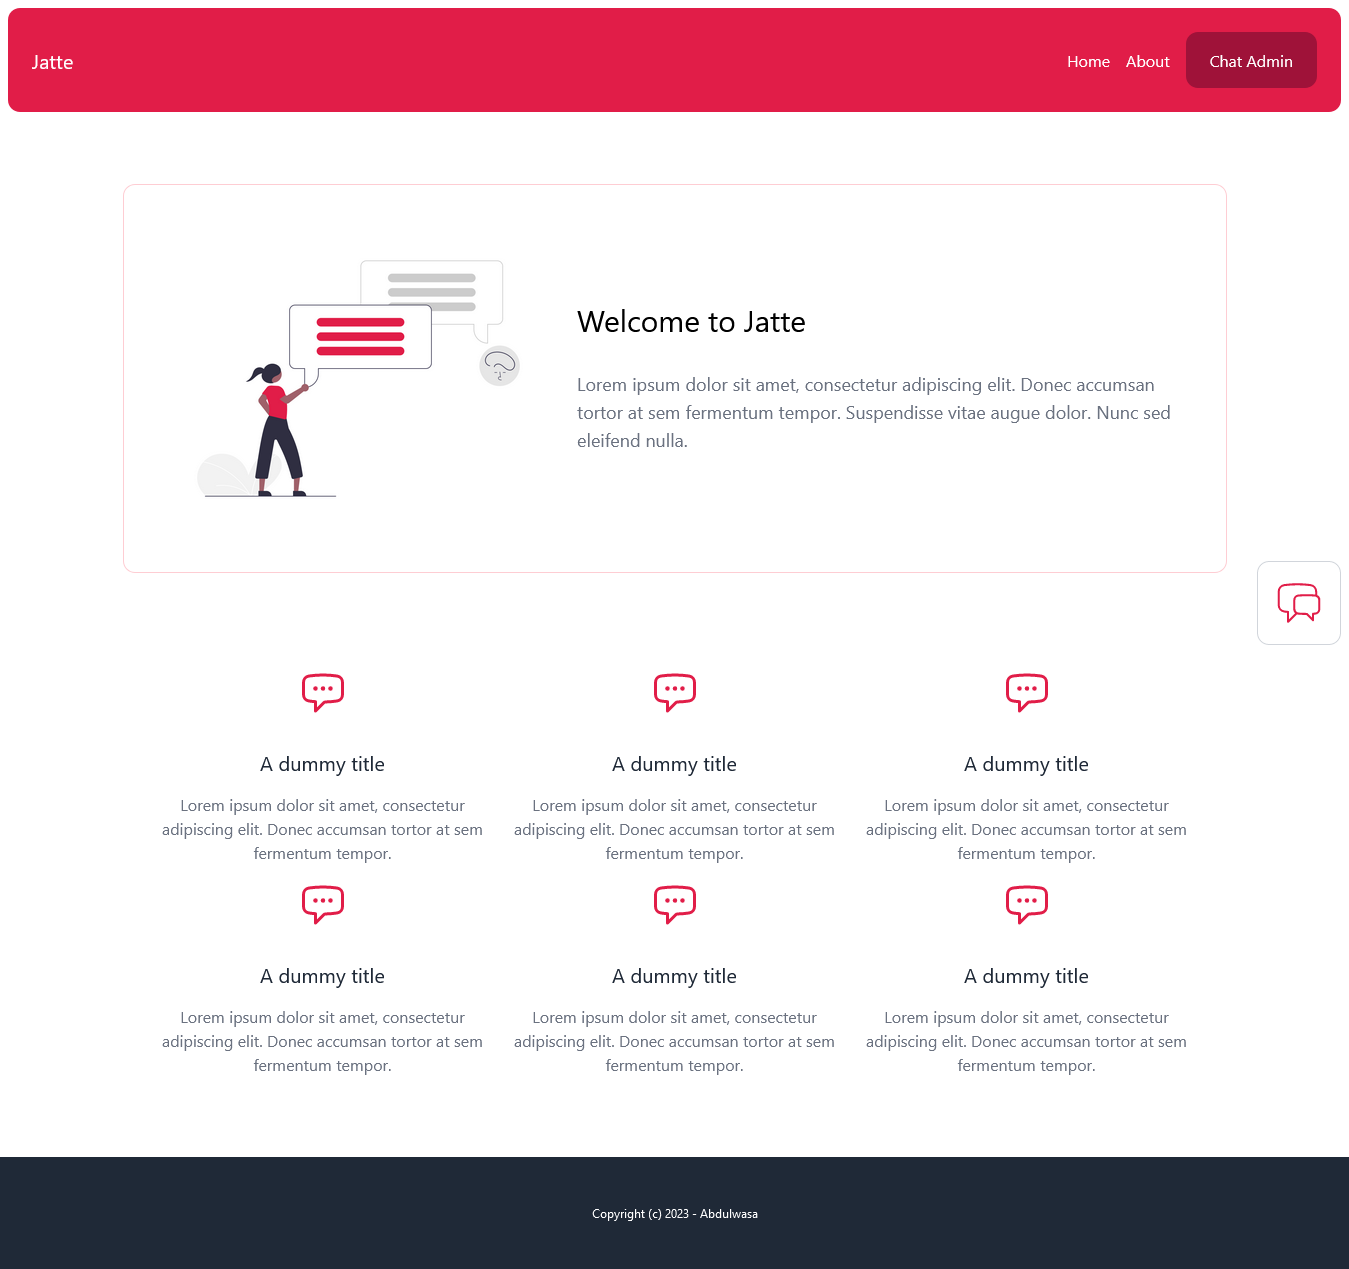 Jatte
Home
About
Chat Admin
Welcome to Jatte
Lorem ipsum dolor sit amet, consectetur adipiscing elit. Donec accumsan
tortor at sem fermentum tempor. Suspendisse vitae augue dolor. Nunc sed
eleifend nulla.
A dummy title
Lorem ipsum dolor sit amet, consectetur
adipiscing elit. Donec accumsan tortor at sem
fermentum tempor.
A dummy title
Lorem ipsum dolor sit amet, consectetur
adipiscing elit. Donec accumsan tortor at sem
fermentum tempor.
A dummy title
Lorem ipsum dolor sit amet, consectetur
adipiscing elit. Donec accumsan tortor at sem
fermentum tempor.
A dummy title
Lorem ipsum dolor sit amet, consectetur
adipiscing elit. Donec accumsan tortor at sem
fermentum tempor.
A dummy title
Lorem ipsum dolor sit amet, consectetur
adipiscing elit. Donec accumsan tortor at sem
fermentum tempor.
A dummy title
Lorem ipsum dolor sit amet, consectetur
adipiscing elit. Donec accumsan tortor at sem
fermentum tempor.
Copyright (c) 2023 - Abdulwasa